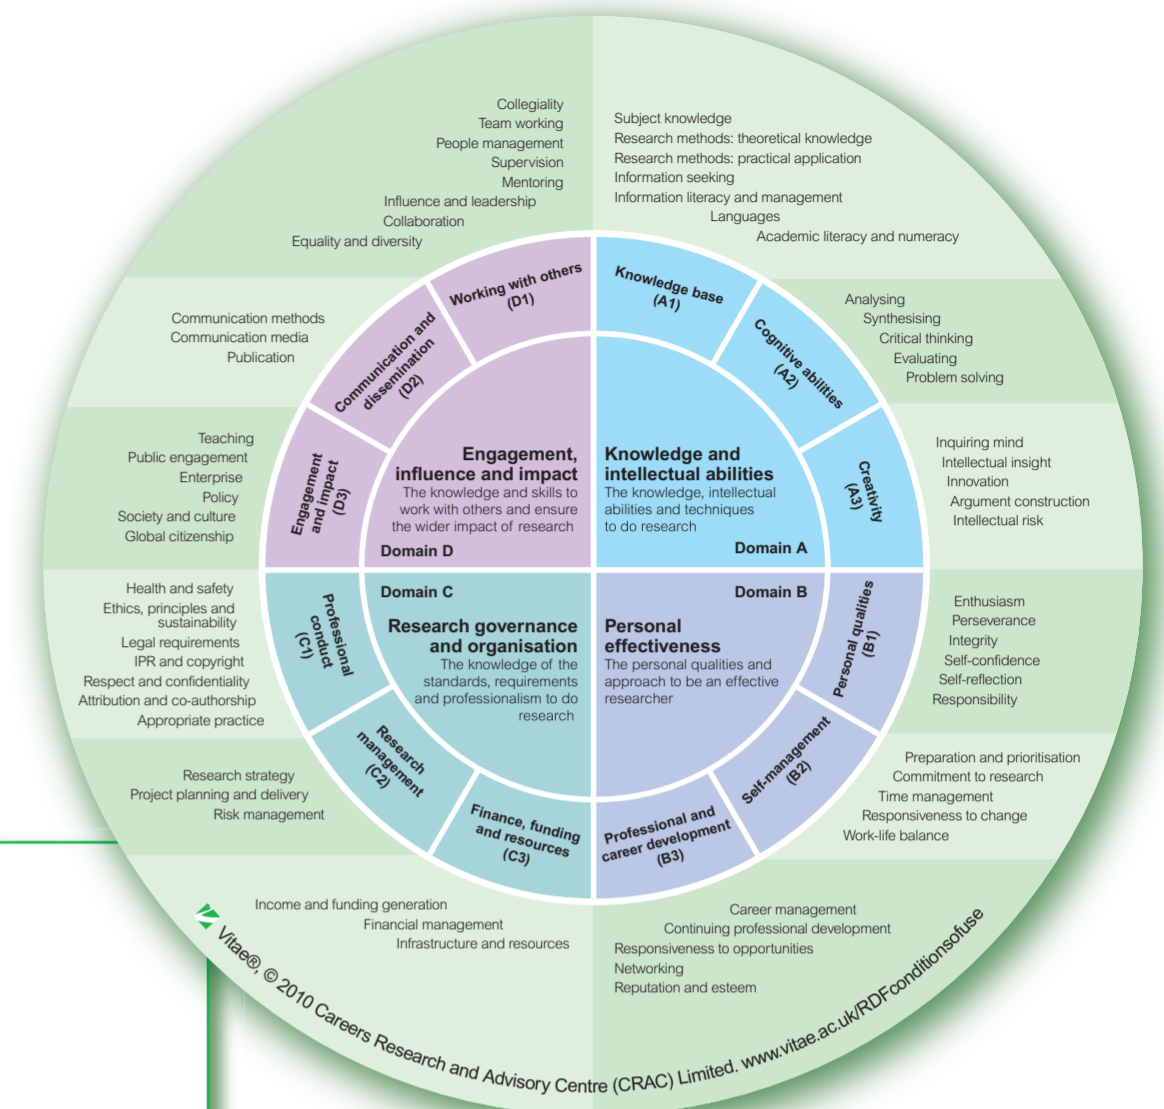 Subject knowledge
Research methods: theoretical knowledge
Research methods: practical application
Information seeking
Information literacy and management
Languages
Academic literacy and numeracy
Knowledge base
(A1)
Analysing
Synthesising
Critical thinking
Evaluating
Problem solving
Cognitive abilities
(A2)
Inquiring mind
Intellectual insight
Innovation
Argument construction
Intellectual risk
Creativity
(A3)
Knowledge and
intellectual abilities
The knowledge, intellectual
abilities and techniques
to do research
Domain A
Domain B
Personal
effectiveness
The personal qualities and
approach to be an effective
researcher
Personal qualities
(B1)
Enthusiasm
Perseverance
Integrity
Self-confidence
Self-reflection
Responsibility
Self-management
(B2)
Preparation and prioritisation
Commitment to research
Time management
Responsiveness to change
Work-life balance
Professional and
career development
(B3)
Career management
Continuing professional development
Responsiveness to opportunities
Networking
Reputation and esteem
Domain C
Research governance
and organisation
The knowledge of the
standards, requirements
and professionalism to do
research
Professional
conduct
(C1)
Health and safety
Ethics, principles and
sustainability
Legal requirements
IPR and copyright
Respect and confidentiality
Attribution and co-authorship
Appropriate practice
Research
management
(C2)
Research strategy
Project planning and delivery
Risk management
Finance, funding
and resources
(C3)
Income and funding generation
Financial management
Infrastructure and resources
Engagement,
influence and impact
The knowledge and skills to
work with others and ensure
the wider impact of research
Domain D
Working with others
(D1)
Collegiality
Team working
People management
Supervision
Mentoring
Influence and leadership
Collaboration
Equality and diversity
Communication and
dissemination
(D2)
Communication methods
Communication media
Publication
Engagement
and impact
(D3)
Teaching
Public engagement
Enterprise
Policy
Society and culture
Global citizenship
Vitae®, © 2010 Careers Research and Advisory Centre (CRAC) Limited. www.vitae.ac.uk/RDFconditionsofuse